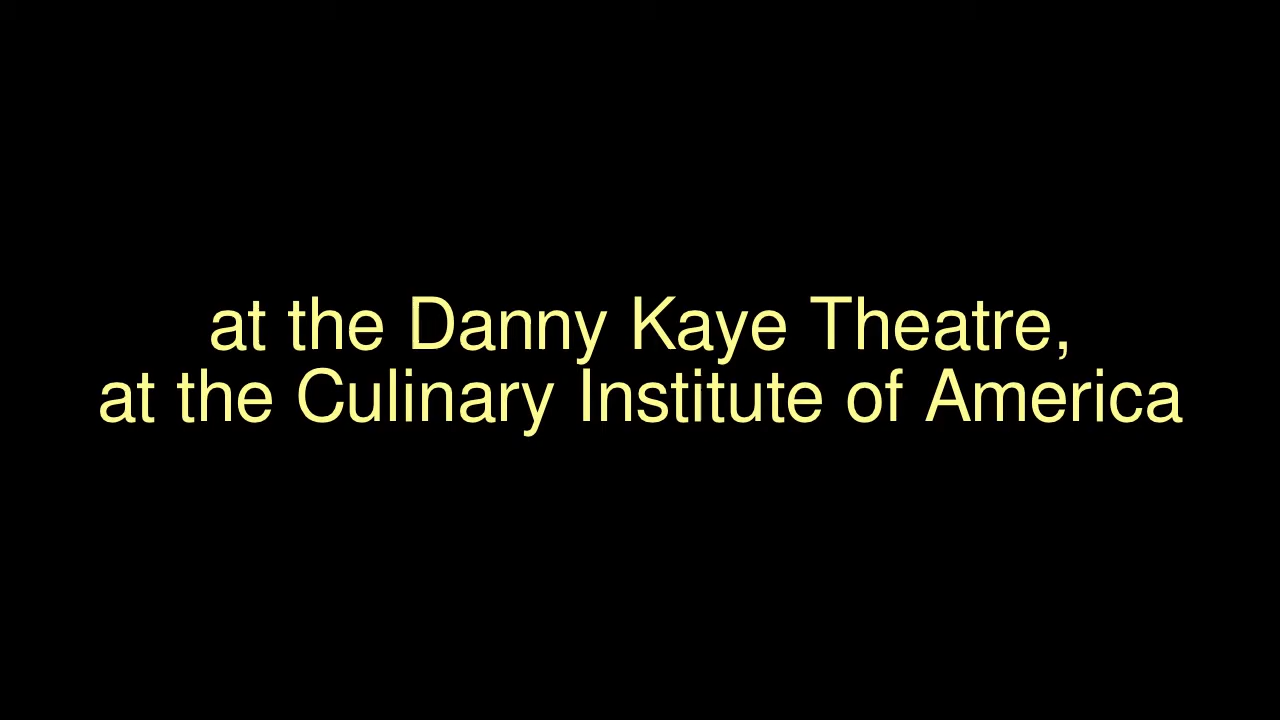 at the Danny Kaye Theatre,
at the Culinary Institute of America